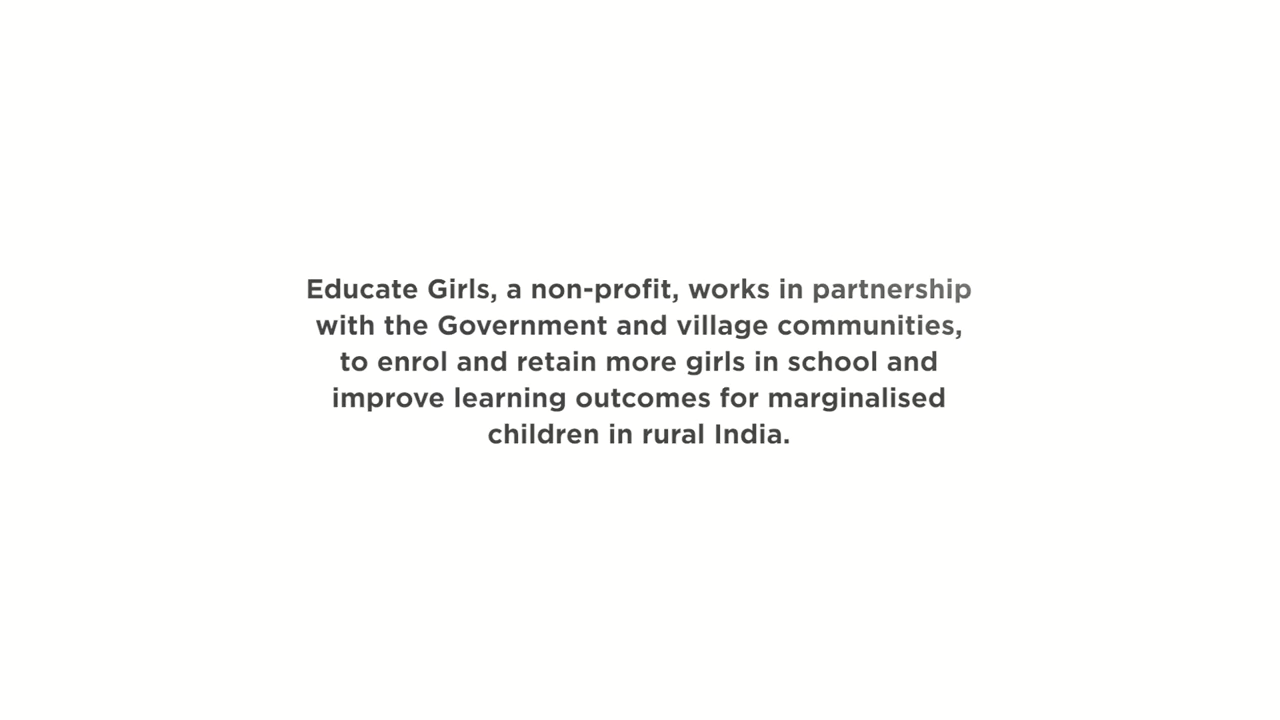 Educate Girls, a non-profit, works in partnership
with the Government and village communities,
to enrol and retain more girls in school and
improve learning outcomes for marginalised
children in rural India.